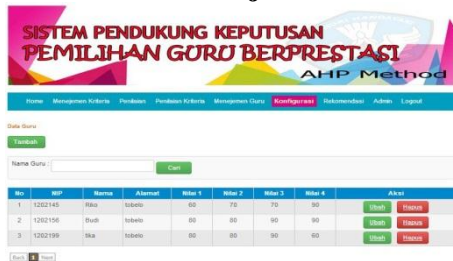 SISTEM PENDUKUNG KEPUTUSAN
PEMILIHAN GURU BERPRESTASI
AHP Method
Home Menejemen Kriteria Penilaian Penilaian Kriteria Menejemen Guru Konfigurasi Rekomendasi Admin Logout
Data Guru
Tambah
Nama Guru : Cari
No NIP Nama Alamat Nilai 1 Nilai 2 Nilai 3 Nilai 4 Aksi
1 1202145 Riko tobelo 60 70 70 90 Ubah Hapus
2 1202156 Budi tobelo 80 80 90 90 Ubah Hapus
3 1202199 tika tobelo 80 80 90 60 Ubah Hapus
Back 1 Next